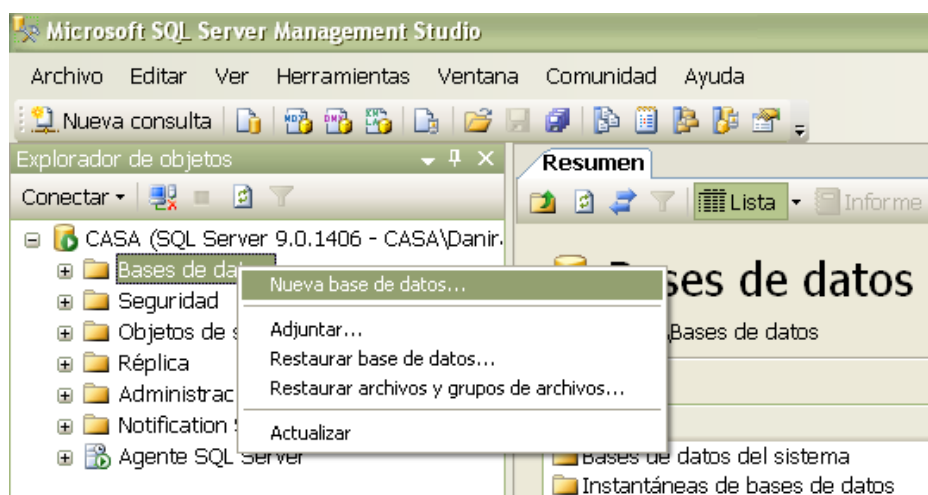 Microsoft SQL Server Management Studio
Archivo Editar Ver Herramientas Ventana Comunidad Ayuda
Nueva consulta
Explorador de objetos
Resumen
Conectar
Lista
Informe
CASA (SQL Server 9.0.1406 - CASA\Danir
Bases de da
Nueva base de datos...
ses de datos
Seguridad
Objetos de s
Adjuntar...
\Bases de datos
Réplica
Restaurar base de datos...
Administrac
Restaurar archivos y grupos de archivos...
Notification
Actualizar
Agente SQL Server
Bases de datos del sistema
Instantáneas de bases de datos